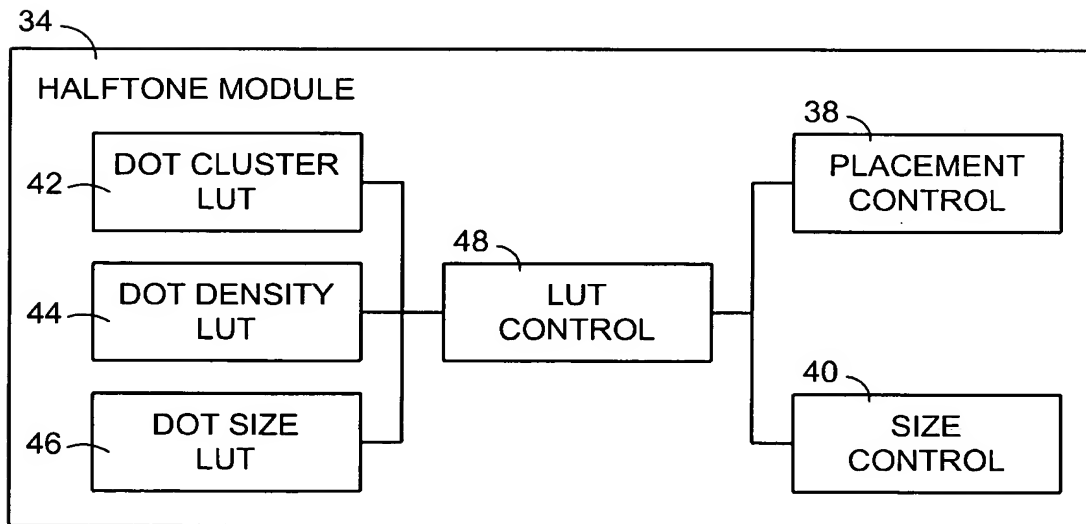 34
HALFTONE MODULE
42
DOT CLUSTER
LUT
44
DOT DENSITY
LUT
46
DOT SIZE
LUT
48
LUT
CONTROL
38
PLACEMENT
CONTROL
40
SIZE
CONTROL